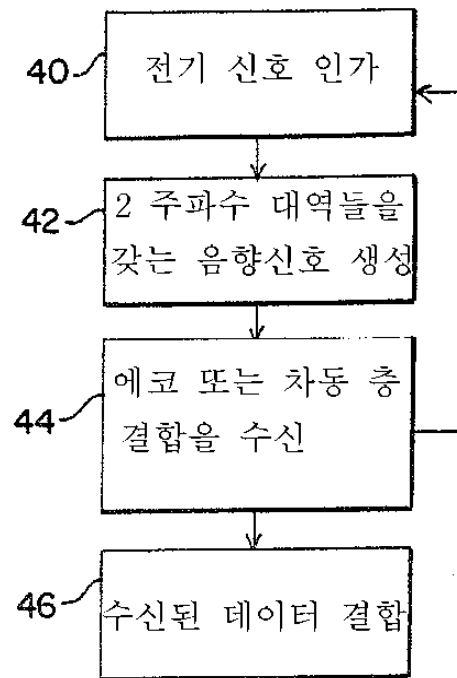 40
전기 신호 인가
42
2 주파수 대역들을
갖는 음향신호 생성
44
에코 또는 차동 층
결합을 수신
46
수신된 데이터 결합